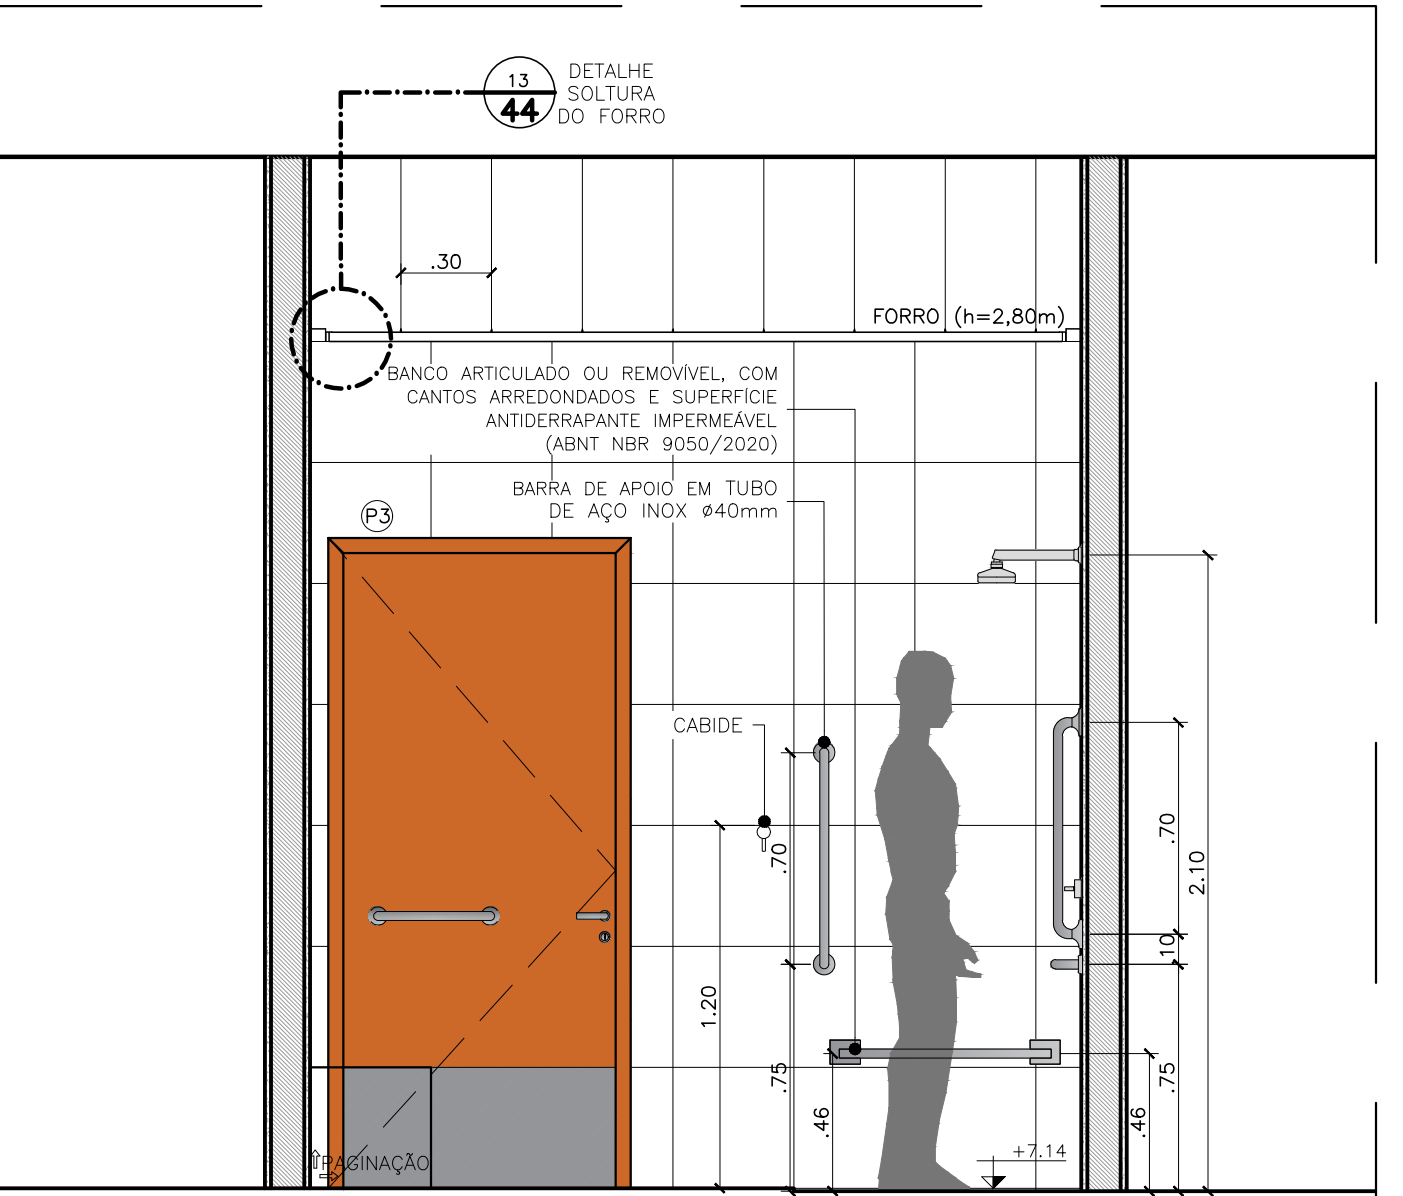 13
44
DETALHE
SOLTURA
DO FORRO
.30
FORRO (h=2,80m)
BANCO ARTICULADO OU REMOVÍVEL, COM
CANTOS ARREDONDADOS E SUPERFÍCIE
ANTIDERRAPANTE IMPERMEÁVEL
(ABNT NBR 9050/2020)
BARRA DE APOIO EM TUBO
DE AÇO INOX ø40mm
P3
CABIDE
.70
.70
2.10
.10
1.20
.75
.75
.46
.46
+7.14
PAGINAÇÃO